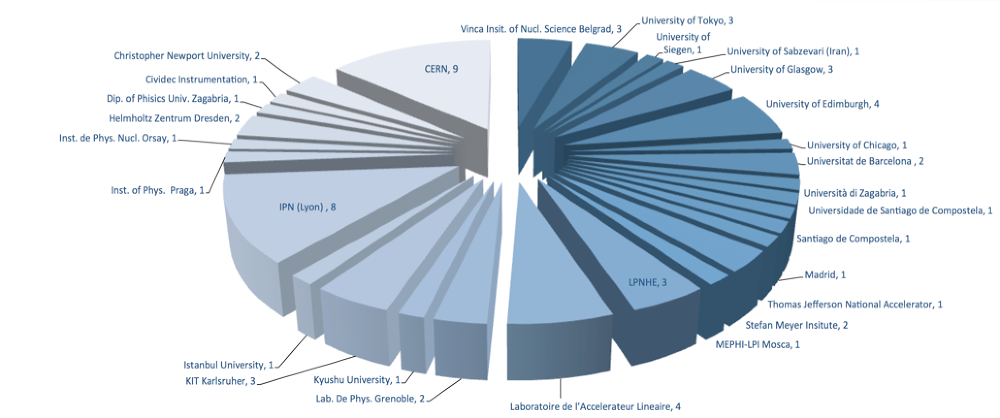 Vinca Insit. of Nucl. Science Belgrad, 3
University of Tokyo, 3
University of
Siegen, 1
University of Sabzevari (Iran), 1
University of Glasgow, 3
University of Edimburgh, 4
University of Chicago, 1
Universitat de Barcelona , 2
Università di Zagabria, 1
Universidade de Santiago de Compostela, 1
Santiago de Compostela, 1
Madrid, 1
Thomas Jefferson National Accelerator, 1
Stefan Meyer Insitute, 2
MEPHI-LPI Mosca, 1
LPNHE, 3
Laboratoire de l'Accelerateur Lineaire, 4
Lab. De Phys. Grenoble, 2
Kyushu University, 1
KIT Karlsruher, 3
Istanbul University, 1
IPN (Lyon) , 8
Inst. of Phys. Praga, 1
Inst. de Phys. Nucl. Orsay, 1
Helmholtz Zentrum Dresden, 2
Dip. of Phisics Univ. Zagabria, 1
Cividec Instrumentation, 1
Christopher Newport University, 2
CERN, 9